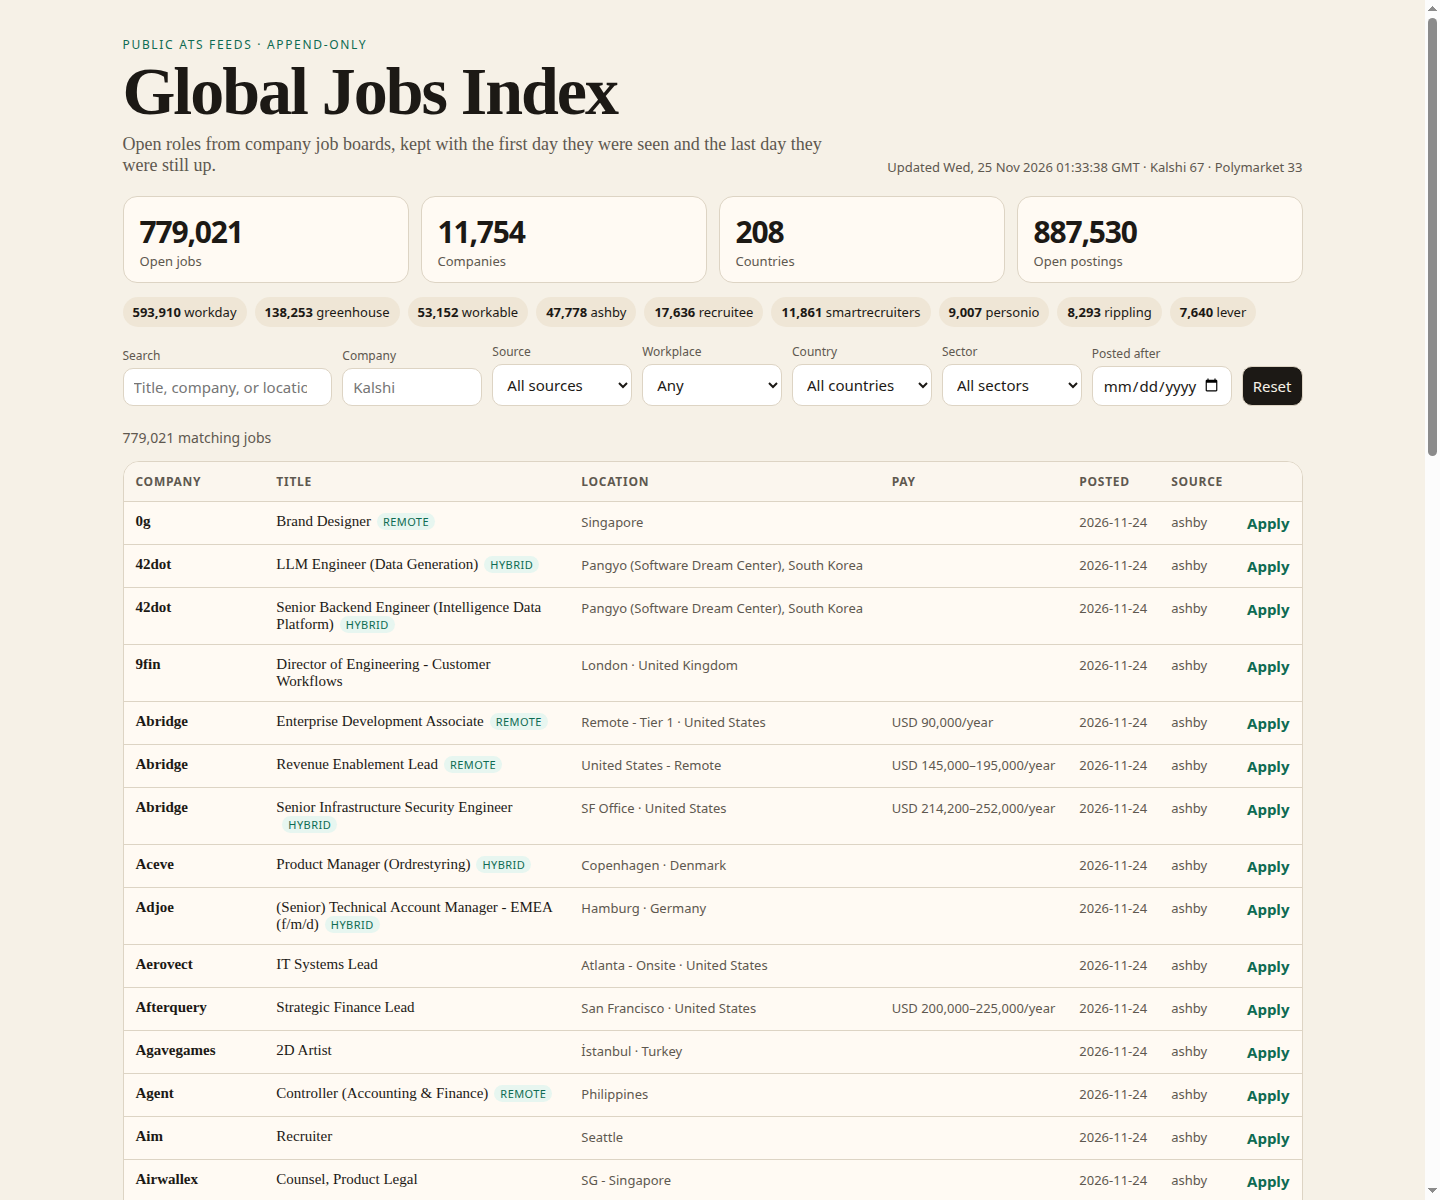 PUBLIC ATS FEEDS · APPEND-ONLY
Global Jobs Index
Open roles from company job boards, kept with the first day they were seen and the last day they
were still up.
Updated Wed, 25 Nov 2026 01:33:38 GMT · Kalshi 67 · Polymarket 33
779,021
Open jobs
11,754
Companies
208
Countries
887,530
Open postings
593,910 workday
138,253 greenhouse
53,152 workable
47,778 ashby
17,636 recruitee
11,861 smartrecruiters
9,007 personio
8,293 rippling
7,640 lever
Search
Title, company, or locatic
Company
Kalshi
Source
All sources
Workplace
Any
Country
All countries
Sector
All sectors
Posted after
mm/dd/yyyy
Reset
779,021 matching jobs
COMPANY TITLE LOCATION PAY POSTED SOURCE
0g Brand Designer REMOTE Singapore 2026-11-24 ashby Apply
42dot LLM Engineer (Data Generation) HYBRID Pangyo (Software Dream Center), South Korea 2026-11-24 ashby Apply
42dot Senior Backend Engineer (Intelligence Data Pangyo (Software Dream Center), South Korea 2026-11-24 ashby Apply
Platform) HYBRID
9fin Director of Engineering - Customer London · United Kingdom 2026-11-24 ashby Apply
Workflows
Abridge Enterprise Development Associate REMOTE Remote - Tier 1 · United States USD 90,000/year 2026-11-24 ashby Apply
Abridge Revenue Enablement Lead REMOTE United States - Remote USD 145,000–195,000/year 2026-11-24 ashby Apply
Abridge Senior Infrastructure Security Engineer SF Office · United States USD 214,200–252,000/year 2026-11-24 ashby Apply
HYBRID
Aceve Product Manager (Ordrestyring) HYBRID Copenhagen · Denmark 2026-11-24 ashby Apply
Adjoe (Senior) Technical Account Manager - EMEA Hamburg · Germany 2026-11-24 ashby Apply
(f/m/d) HYBRID
Aerovect IT Systems Lead Atlanta - Onsite · United States 2026-11-24 ashby Apply
Afterquery Strategic Finance Lead San Francisco · United States USD 200,000–225,000/year 2026-11-24 ashby Apply
Agavegames 2D Artist İstanbul · Turkey 2026-11-24 ashby Apply
Agent Controller (Accounting & Finance) REMOTE Philippines 2026-11-24 ashby Apply
Aim Recruiter Seattle 2026-11-24 ashby Apply
Airwallex Counsel, Product Legal SG - Singapore 2026-11-24 ashby Apply